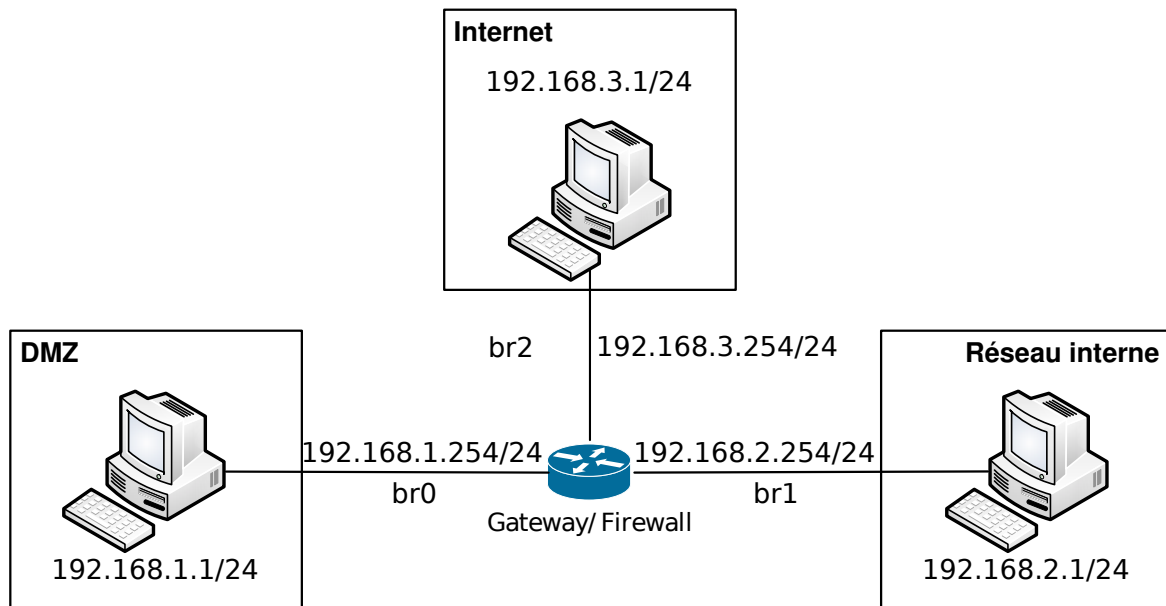 Internet
192.168.3.1/24
br2
192.168.3.254/24
DMZ
Réseau interne
192.168.1.254/24
192.168.2.254/24
br0
br1
Gateway/ Firewall
192.168.1.1/24
192.168.2.1/24